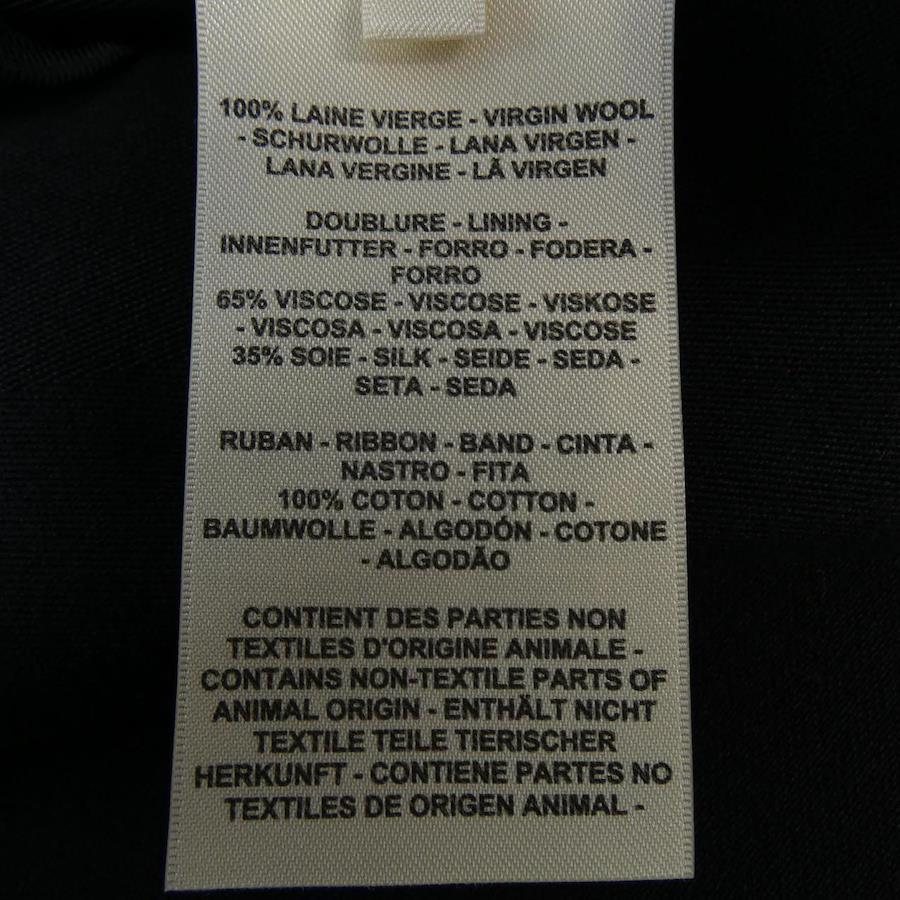 100% LAINE VIERGE - VIRGIN WOOL
- SCHURWOLLE - LANA VIRGEN -
LANA VERGINE - LÃ VIRGEN
DOUBLURE - LINING -
INNENFUTTER - FORRO - FODERA -
FORRO
65% VISCOSE - VISCOSE - VISKOSE
- VISCOSA - VISCOSA - VISCOSE
35% SOIE - SILK - SEIDE - SEDA -
SETA - SEDA
RUBAN - RIBBON - BAND - CINTA -
NASTRO - FITA
100% COTON - COTTON -
BAUMWOLLE - ALGODÓN - COTONE
- ALGODÃO
CONTIENT DES PARTIES NON
TEXTILES D'ORIGINE ANIMALE -
CONTAINS NON-TEXTILE PARTS OF
ANIMAL ORIGIN - ENTHÄLT NICHT
TEXTILE TEILE TIERISCHER
HERKUNFT - CONTIENE PARTES NO
TEXTILES DE ORIGEN ANIMAL -